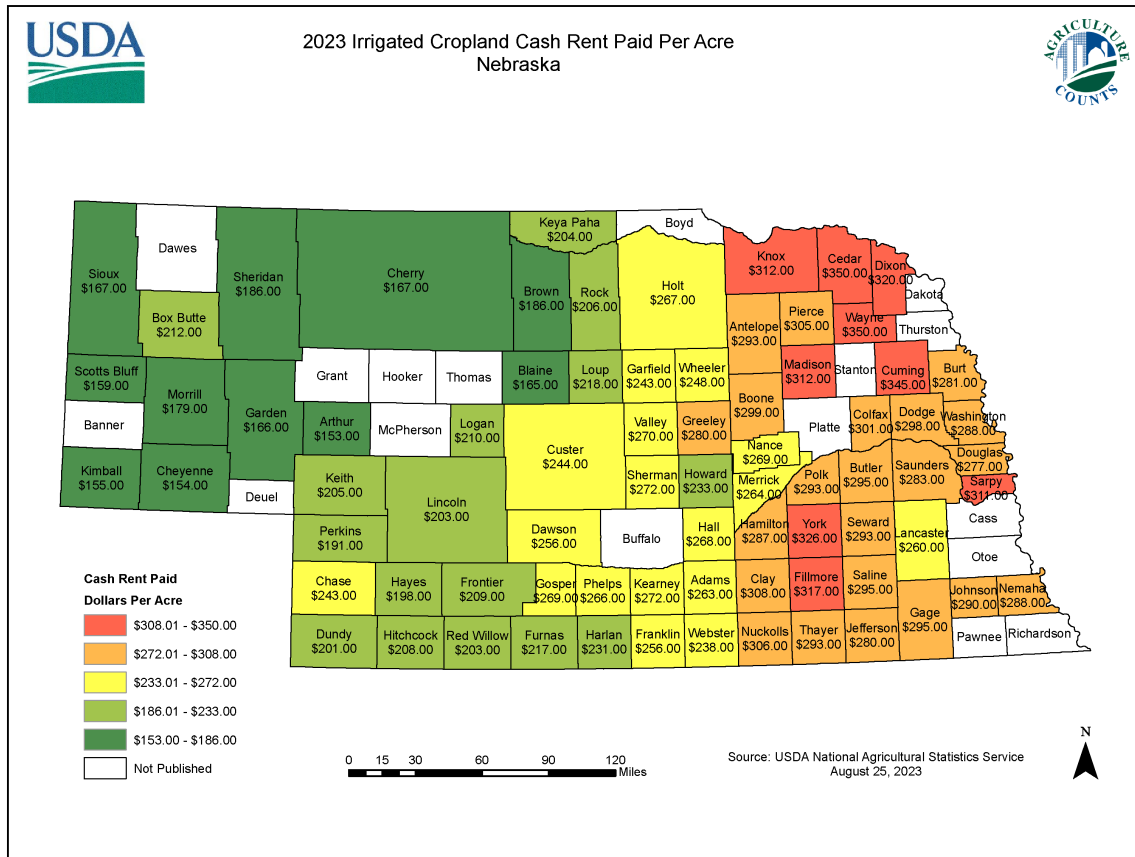 USDA
2023 Irrigated Cropland Cash Rent Paid Per Acre
Nebraska
AGRICULTURE
COUNTS
Sioux
$167.00
Dawes
Sheridan
$186.00
Cherry
$167.00
Keya Paha
$204.00
Boyd
Brown
$186.00
Rock
$206.00
Holt
$267.00
Knox
$312.00
Cedar
$350.00
Dixon
$320.00
Dakota
Box Butte
$212.00
Antelope
$293.00
Pierce
$305.00
Wayne
$350.00
Thurston
Scotts Bluff
$159.00
Morrill
$179.00
Garden
$166.00
Grant
Hooker
Thomas
Blaine
$165.00
Loup
$218.00
Garfield
$243.00
Wheeler
$248.00
Madison
$312.00
Stanton
Cuming
$345.00
Burt
$281.00
Banner
Arthur
$153.00
McPherson
Logan
$210.00
Custer
$244.00
Valley
$270.00
Greeley
$280.00
Boone
$299.00
Platte
Colfax
$301.00
Dodge
$298.00
Washington
$288.00
Kimball
$155.00
Cheyenne
$154.00
Deuel
Keith
$205.00
Lincoln
$203.00
Sherman
$272.00
Howard
$233.00
Nance
$269.00
Merrick
$264.00
Polk
$293.00
Butler
$295.00
Saunders
$283.00
Douglas
$277.00
Sarpy
$311.00
Perkins
$191.00
Dawson
$256.00
Buffalo
Hall
$268.00
Hamilton
$287.00
York
$326.00
Seward
$293.00
Lancaster
$260.00
Cass
Otoe
Chase
$243.00
Hayes
$198.00
Frontier
$209.00
Gosper
$269.00
Phelps
$266.00
Kearney
$272.00
Adams
$263.00
Clay
$308.00
Fillmore
$317.00
Saline
$295.00
Gage
$295.00
Johnson
$290.00
Nemaha
$288.00
Dundy
$201.00
Hitchcock
$208.00
Red Willow
$203.00
Furnas
$217.00
Harlan
$231.00
Franklin
$256.00
Webster
$238.00
Nuckolls
$306.00
Thayer
$293.00
Jefferson
$280.00
Pawnee
Richardson
Cash Rent Paid
Dollars Per Acre
$308.01 - $350.00
$272.01 - $308.00
$233.01 - $272.00
$186.01 - $233.00
$153.00 - $186.00
Not Published
0 15 30 60 90 120
Miles
Source: USDA National Agricultural Statistics Service
August 25, 2023
N